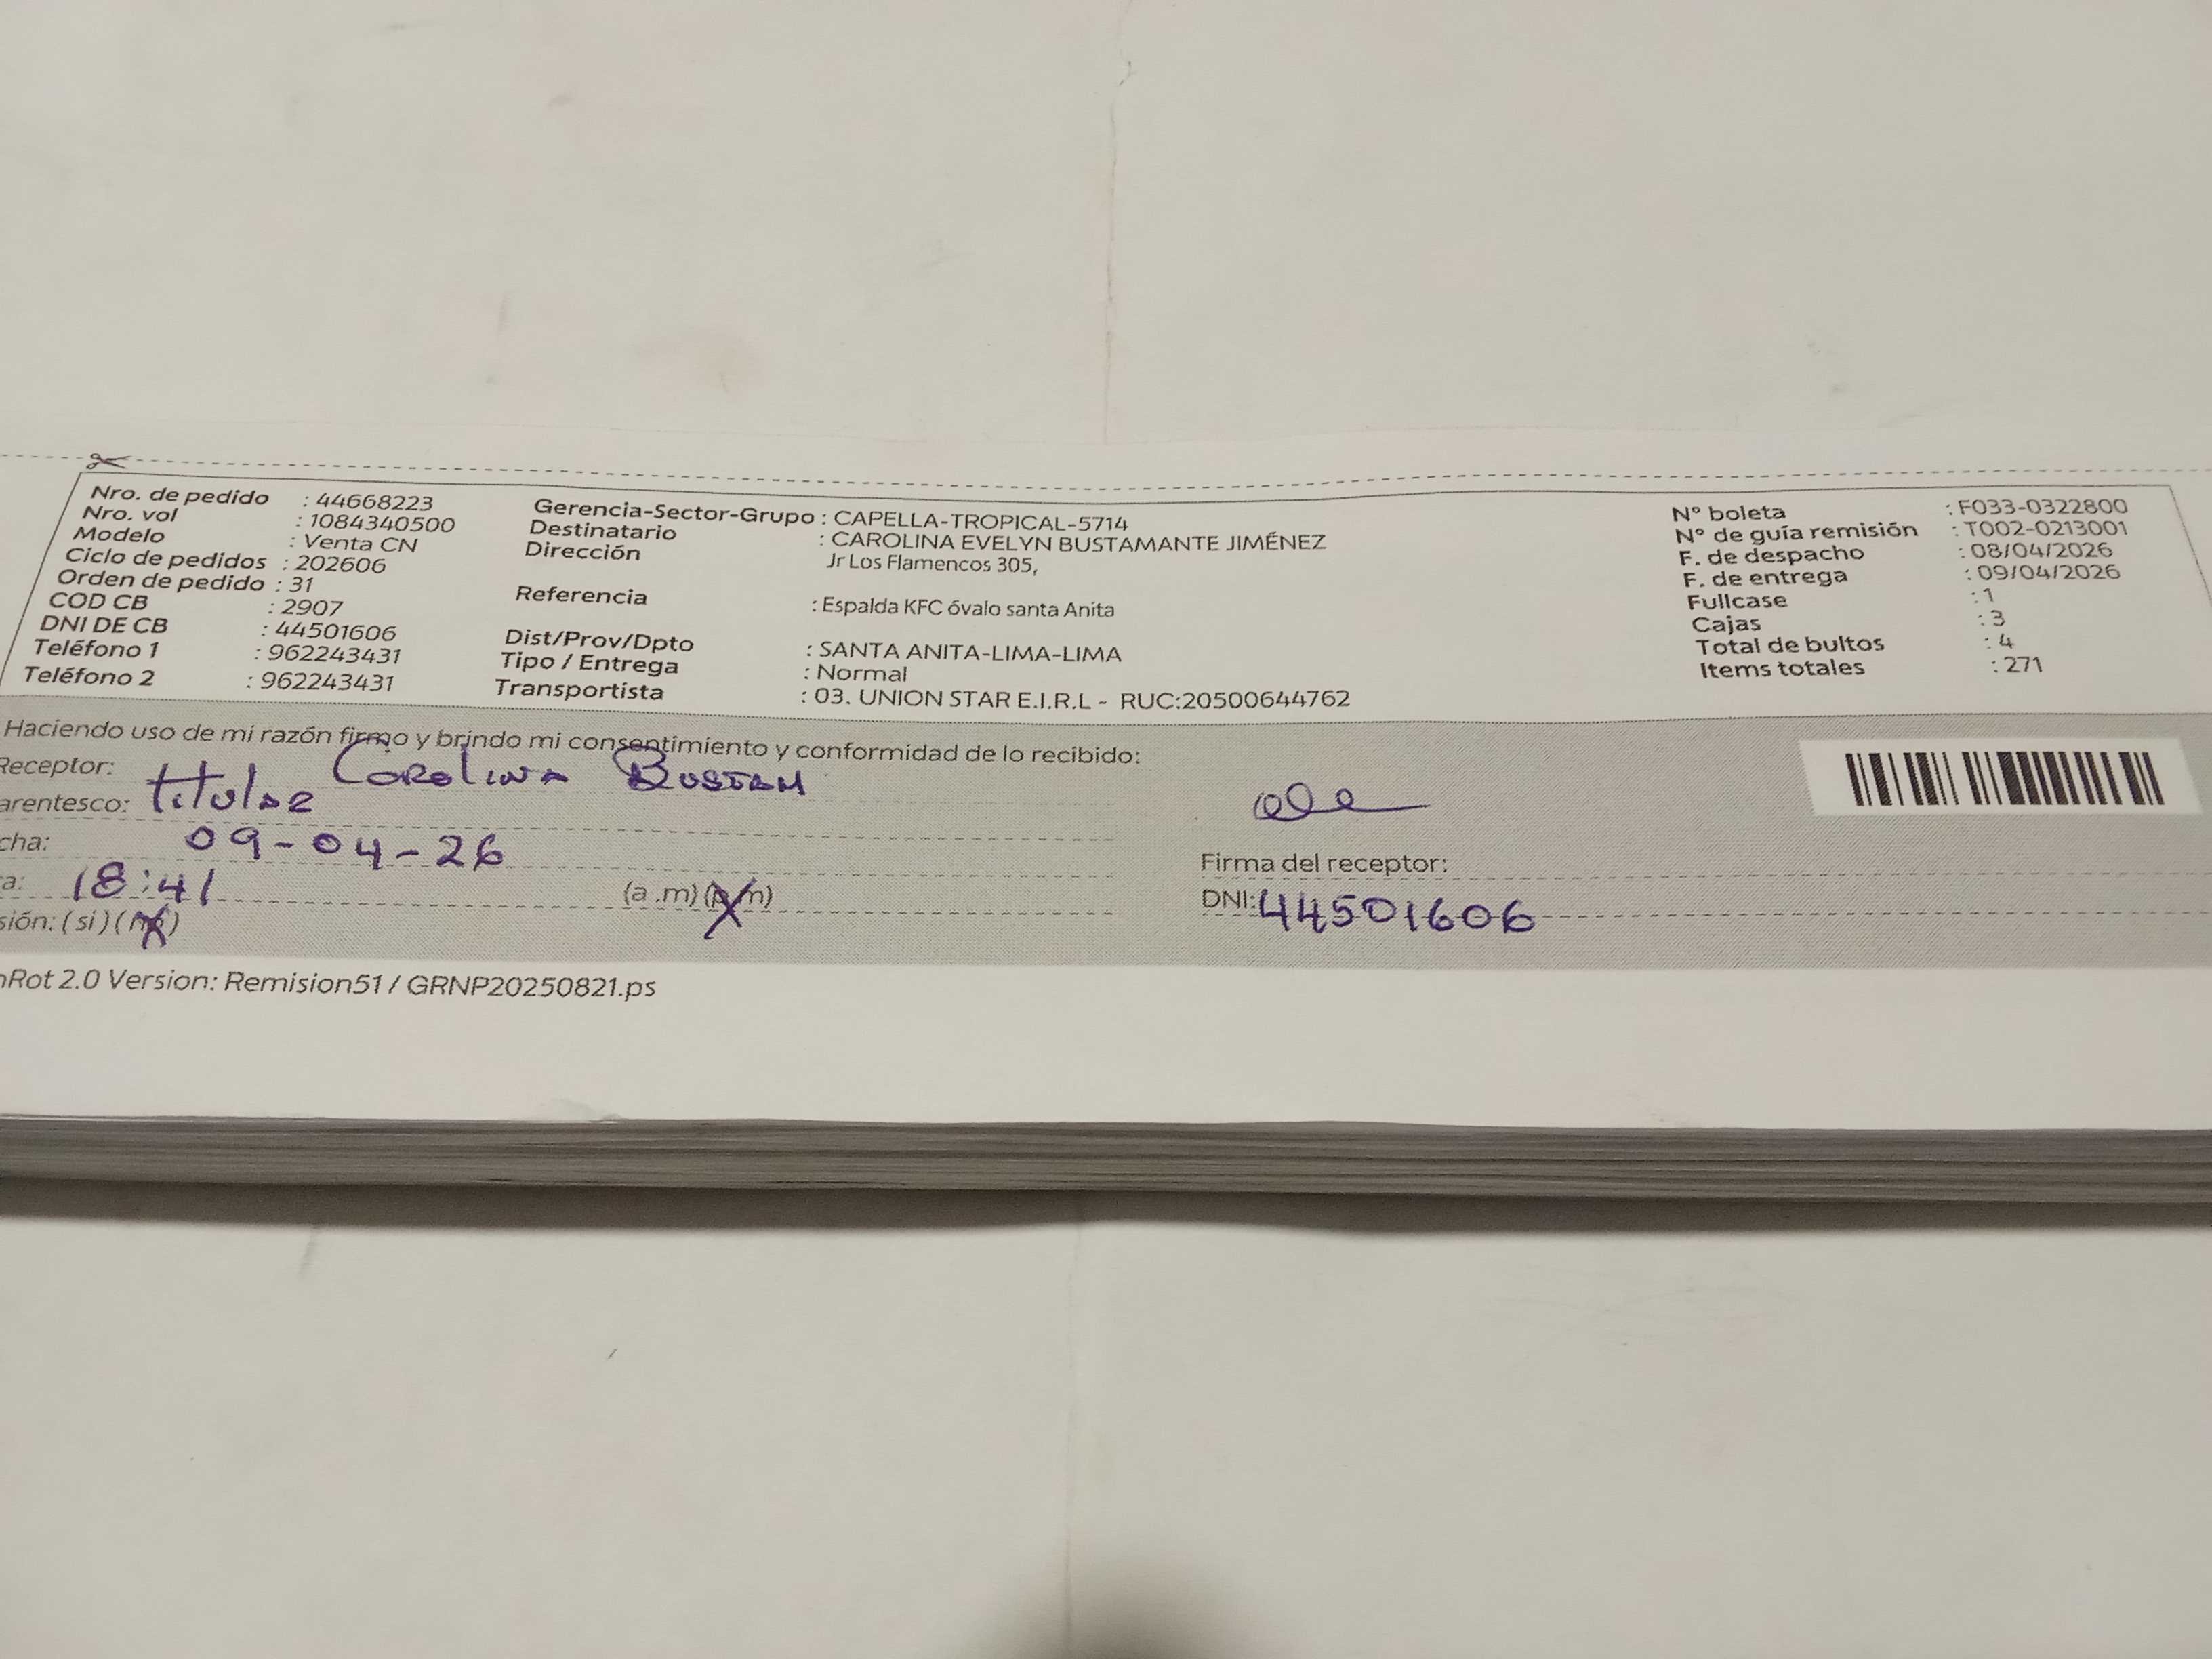 Nro. de pedido : 44668223
Nro. vol : 1084340500
Modelo : Venta CN
Ciclo de pedidos : 202606
Orden de pedido : 31
COD CB : 2907
DNI DE CB : 44501606
Teléfono 1 : 962243431
Teléfono 2 : 962243431
Gerencia-Sector-Grupo : CAPELLA-TROPICAL-5714
Destinatario : CAROLINA EVELYN BUSTAMANTE JIMÉNEZ
Dirección Jr Los Flamencos 305,
Referencia : Espalda KFC óvalo santa Anita
Dist/Prov/Dpto : SANTA ANITA-LIMA-LIMA
Tipo / Entrega : Normal
Transportista : 03. UNION STAR E.I.R.L - RUC:20500644762
N° boleta : F033-0322800
N° de guía remisión : T002-0213001
F. de despacho : 08/04/2026
F. de entrega : 09/04/2026
Fullcase : 1
Cajas : 3
Total de bultos : 4
Items totales : 271
Haciendo uso de mi razón firmo y brindo mi consentimiento y conformidad de lo recibido:
Receptor: Carolina Bustam
arentesco: titular
cha: 09-04-26
a: 18:41 (a .m) (p.m)
sión: ( si ) ( no )
Firma del receptor:
DNI: 44501606
nRot 2.0 Version: Remision51 / GRNP20250821.ps